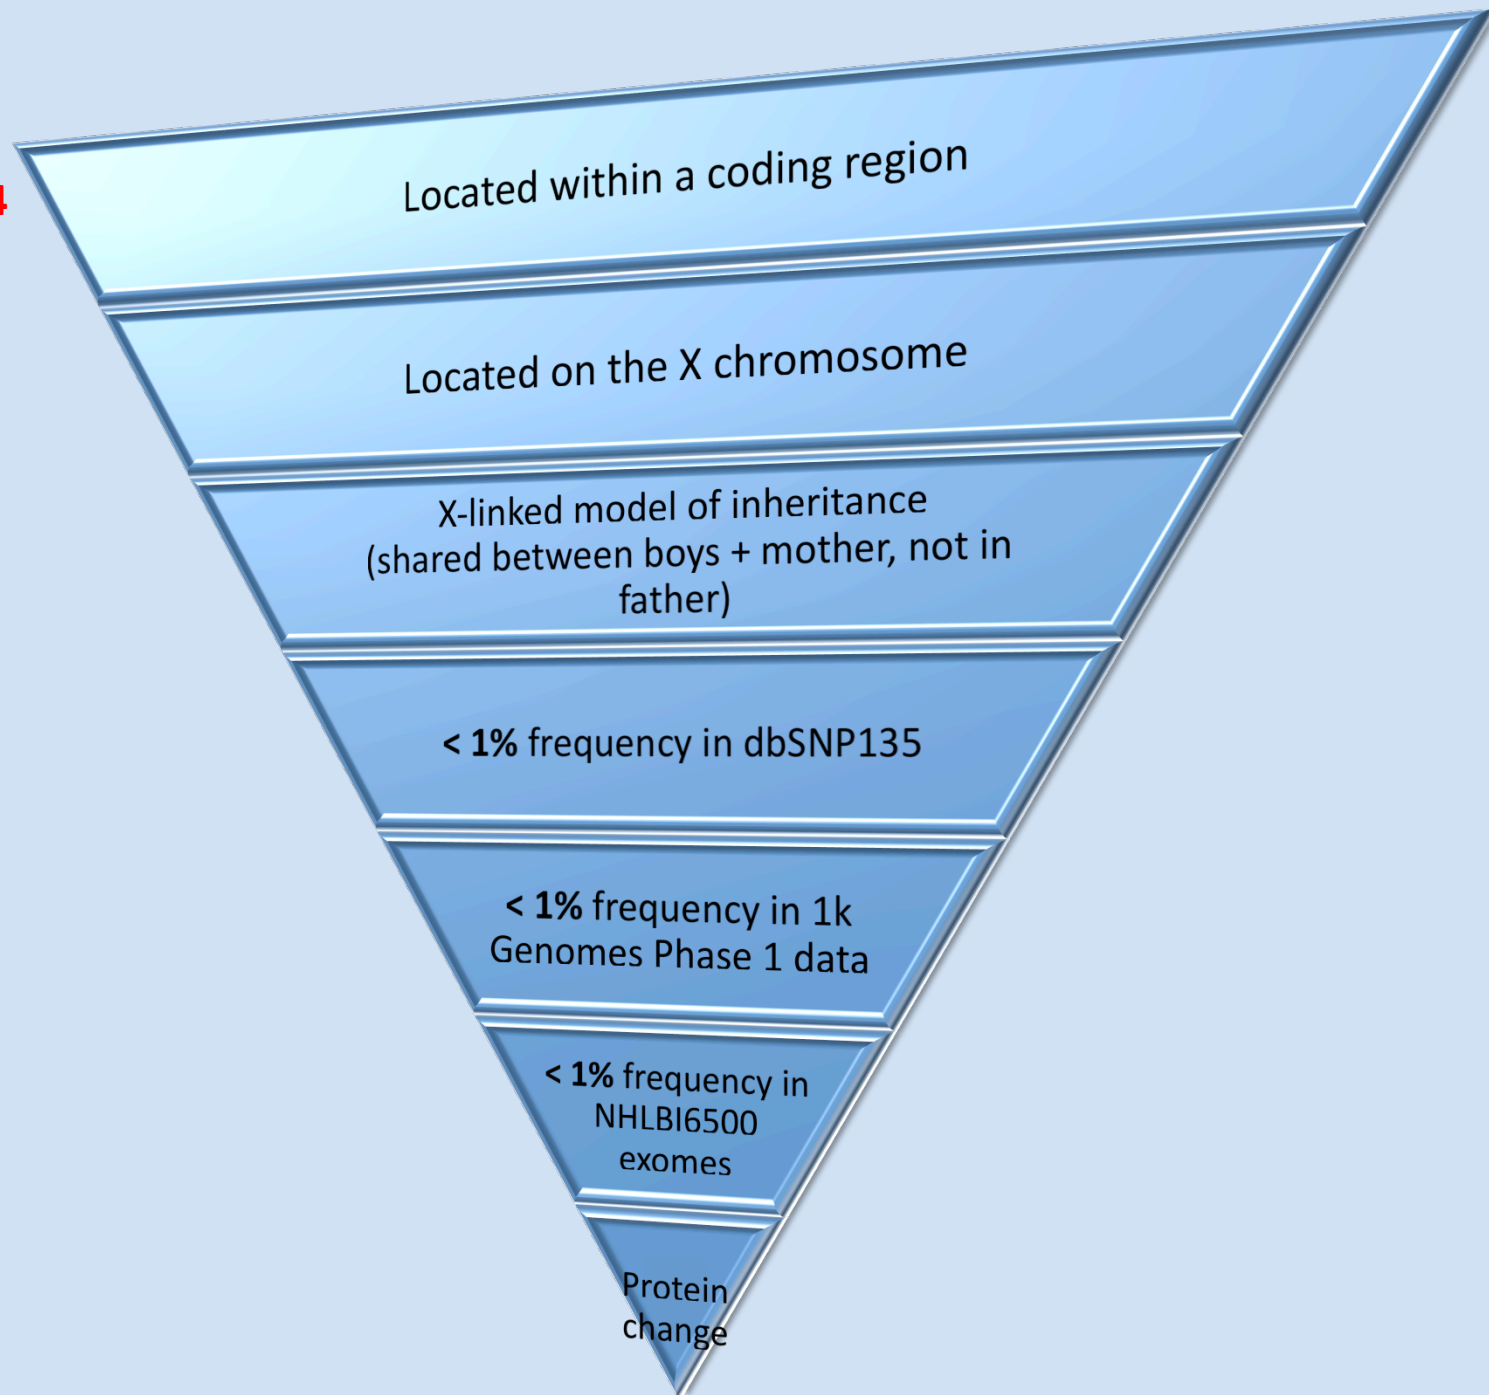 Located within a coding region
4
Located on the X chromosome
X-linked model of inheritance
(shared between boys + mother, not in
father)
< 1% frequency in dbSNP135
< 1% frequency in 1k
Genomes Phase 1 data
< 1% frequency in
NHLBI6500
exomes
Protein
change